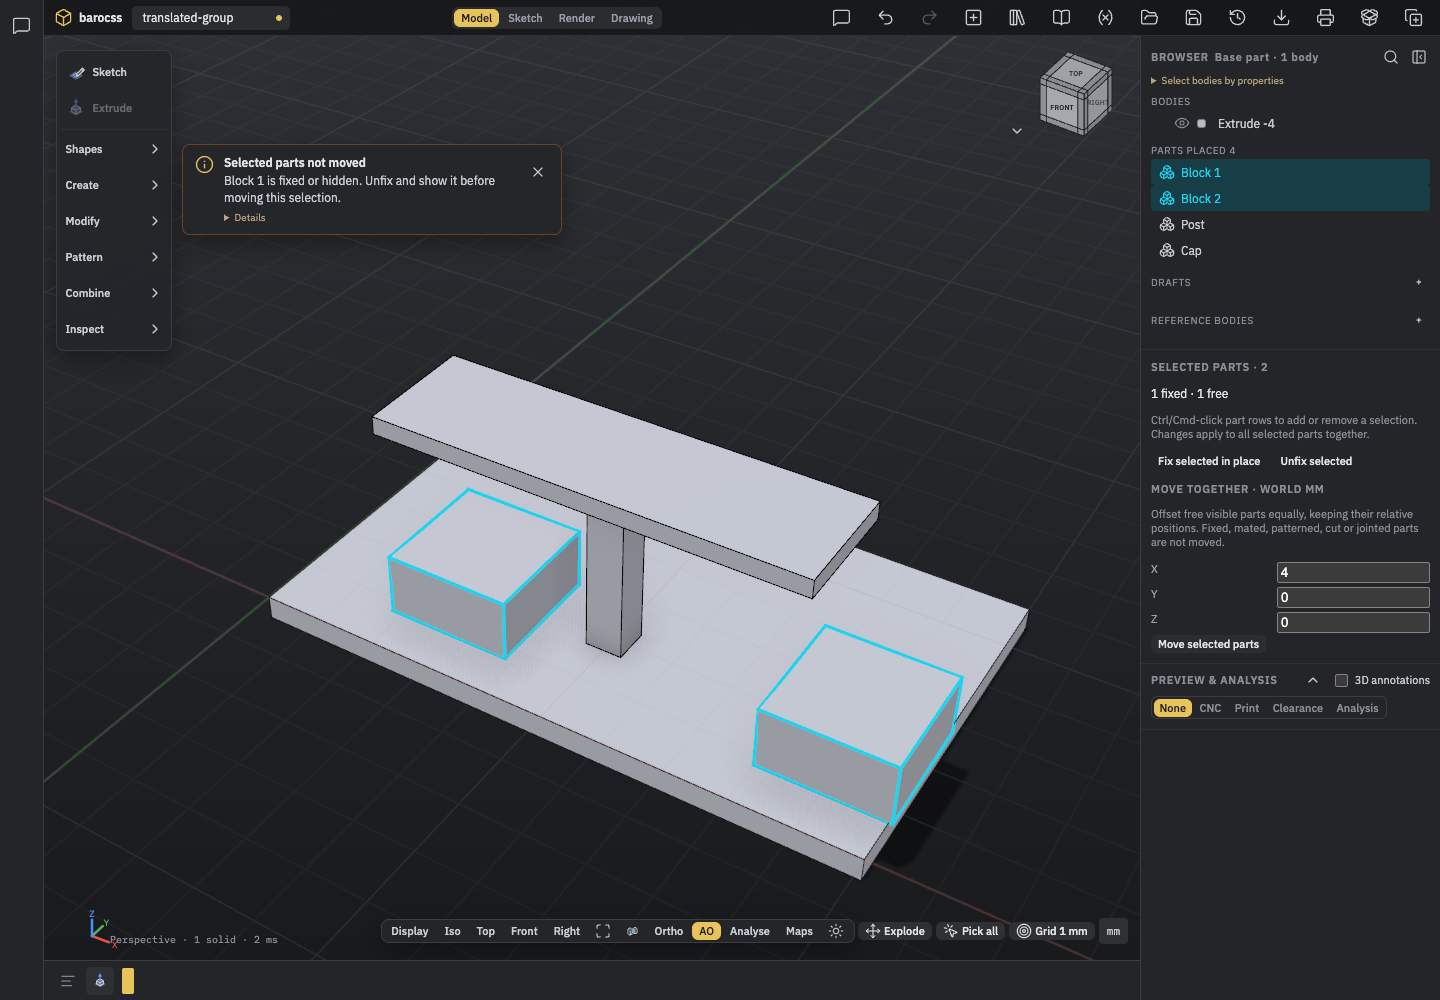 barocss
translated-group
Model
Sketch
Render
Drawing
Sketch
Extrude
Shapes
Create
Modify
Pattern
Combine
Inspect
Selected parts not moved
Block 1 is fixed or hidden. Unfix and show it before
moving this selection.
Details
TOP
FRONT
RIGHT
BROWSER Base part · 1 body
Select bodies by properties
BODIES
Extrude -4
PARTS PLACED 4
Block 1
Block 2
Post
Cap
DRAFTS +
REFERENCE BODIES +
SELECTED PARTS · 2
1 fixed · 1 free
Ctrl/Cmd-click part rows to add or remove a selection.
Changes apply to all selected parts together.
Fix selected in place
Unfix selected
MOVE TOGETHER · WORLD MM
Offset free visible parts equally, keeping their relative
positions. Fixed, mated, patterned, cut or jointed parts
are not moved.
X 4
Y 0
Z 0
Move selected parts
PREVIEW & ANALYSIS
3D annotations
None
CNC
Print
Clearance
Analysis
Z
Y
X
Perspective · 1 solid · 2 ms
Display
Iso
Top
Front
Right
Ortho
AO
Analyse
Maps
Explode
Pick all
Grid 1 mm
mm